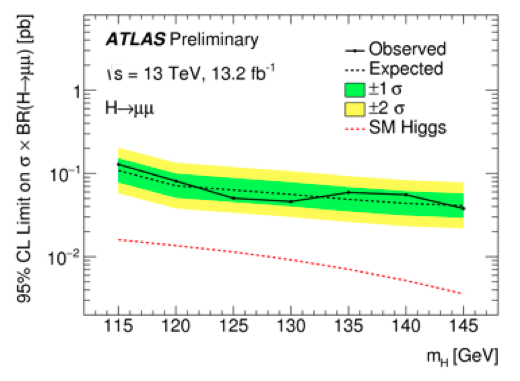 ATLAS Preliminary
√s = 13 TeV, 13.2 fb⁻¹
H→μμ
Observed
Expected
±1 σ
±2 σ
SM Higgs
95% CL Limit on σ × BR(H→μμ) [pb]
1
10⁻¹
10⁻²
115 120 125 130 135 140 145
m_H [GeV]